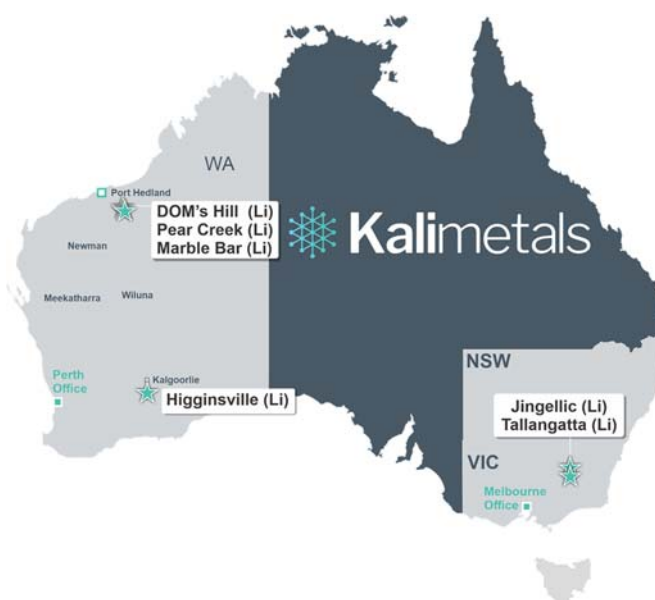 WA
Port Hedland
DOM's Hill (Li)
Pear Creek (Li)
Marble Bar (Li)
Kalimetals
Newman
Meekatharra
Wiluna
Perth
Office
Kalgoorlie
Higginsville (Li)
NSW
Jingellic (Li)
Tallangatta (Li)
VIC
Melbourne
Office